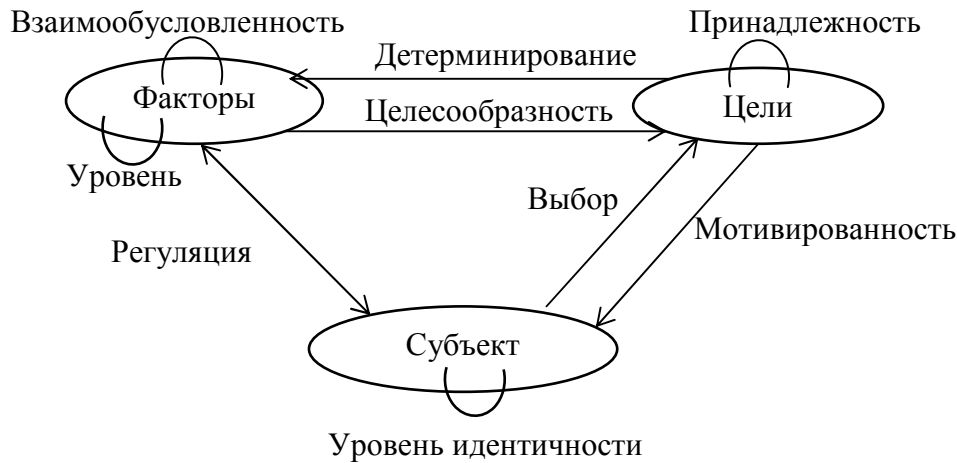 Взаимообусловленность
Принадлежность
Детерминирование
Факторы
Цели
Целесообразность
Уровень
Выбор
Мотивированность
Регуляция
Субъект
Уровень идентичности